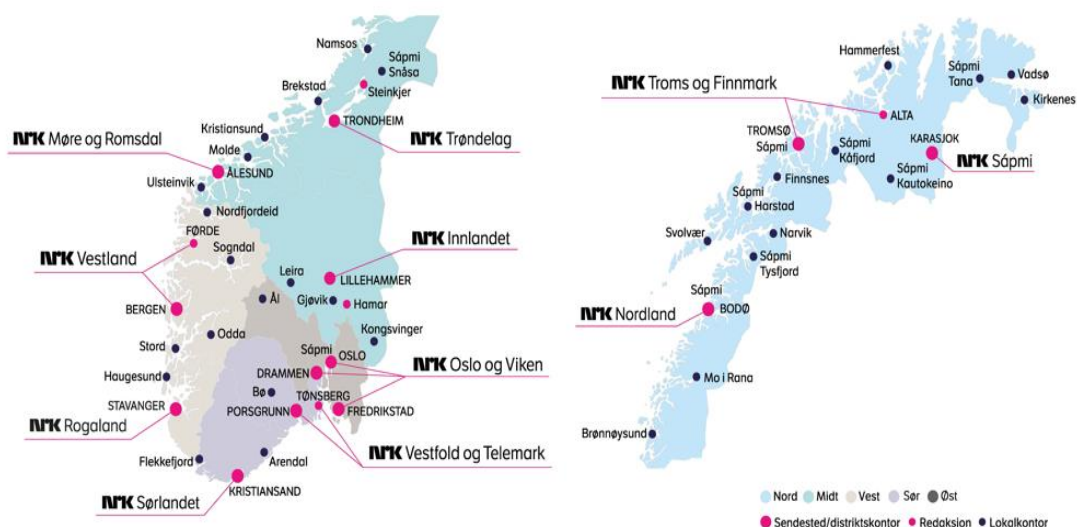 Namsos
Sápmi
Snåsa
Brekstad
Steinkjer
TRONDHEIM
NRK Trøndelag
Kristiansund
NRK Møre og Romsdal
Molde
ÅLESUND
Ulsteinvik
Nordfjordeid
FØRDE
NRK Vestland
Sogndal
NRK Innlandet
Leira
LILLEHAMMER
Ål
Gjøvik
Hamar
BERGEN
Odda
Kongsvinger
Stord
Sápmi
OSLO
NRK Oslo og Viken
Haugesund
DRAMMEN
Bø
TØNSBERG
STAVANGER
PORSGRUNN
FREDRIKSTAD
NRK Rogaland
NRK Vestfold og Telemark
Flekkefjord
Arendal
NRK Sørlandet
KRISTIANSAND
Hammerfest
Sápmi
Tana
Vadsø
Kirkenes
NRK Troms og Finnmark
ALTA
TROMSØ
Sápmi
KARASJOK
NRK Sápmi
Sápmi
Kåfjord
Sápmi
Kautokeino
Finnsnes
Sápmi
Harstad
Svolvær
Narvik
Sápmi
Tysfjord
Sápmi
BODØ
NRK Nordland
Mo i Rana
Brønnøysund
Nord Midt Vest Sør Øst
Sendested/distriktskontor Redaksjon Lokalkontor